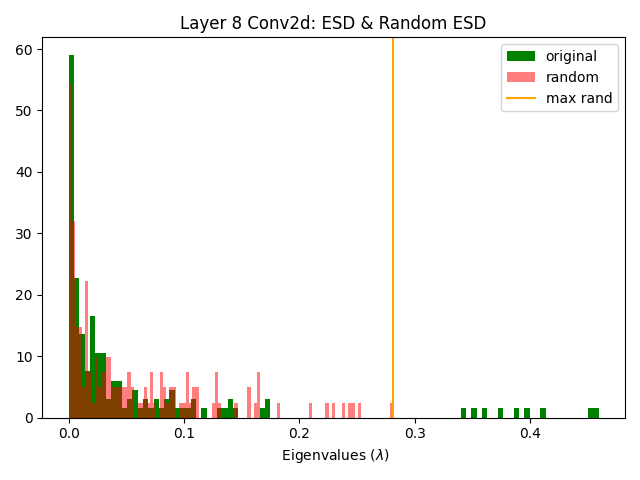 Layer 8 Conv2d: ESD & Random ESD
60
50
40
30
20
10
0
original
random
max rand
0.0 0.1 0.2 0.3 0.4
Eigenvalues (λ)